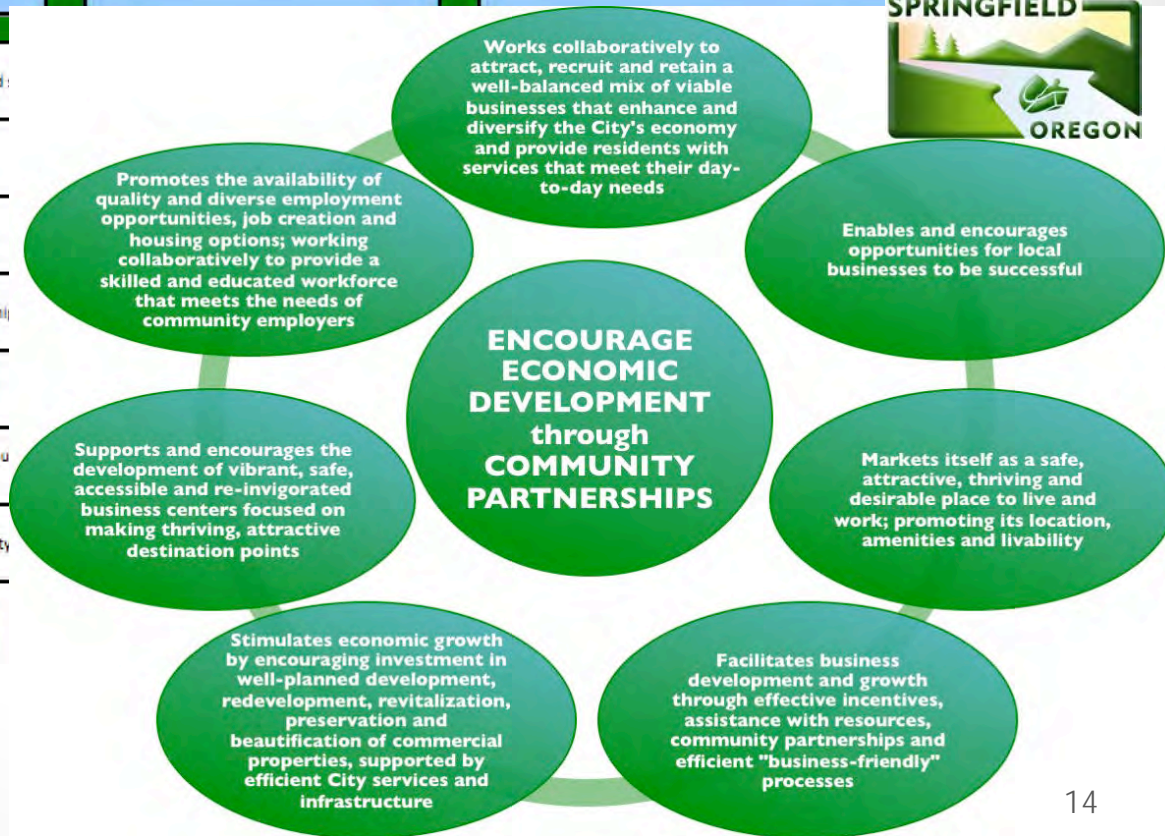 SPRINGFIELD
OREGON
Works collaboratively to
attract, recruit and retain a
well-balanced mix of viable
businesses that enhance and
diversify the City's economy
and provide residents with
services that meet their day-
to-day needs
Enables and encourages
opportunities for local
businesses to be successful
Markets itself as a safe,
attractive, thriving and
desirable place to live and
work; promoting its location,
amenities and livability
Facilitates business
development and growth
through effective incentives,
assistance with resources,
community partnerships and
efficient "business-friendly"
processes
Stimulates economic growth
by encouraging investment in
well-planned development,
redevelopment, revitalization,
preservation and
beautification of commercial
properties, supported by
efficient City services and
infrastructure
Supports and encourages the
development of vibrant, safe,
accessible and re-invigorated
business centers focused on
making thriving, attractive
destination points
Promotes the availability of
quality and diverse employment
opportunities, job creation and
housing options; working
collaboratively to provide a
skilled and educated workforce
that meets the needs of
community employers
ENCOURAGE
ECONOMIC
DEVELOPMENT
through
COMMUNITY
PARTNERSHIPS
14